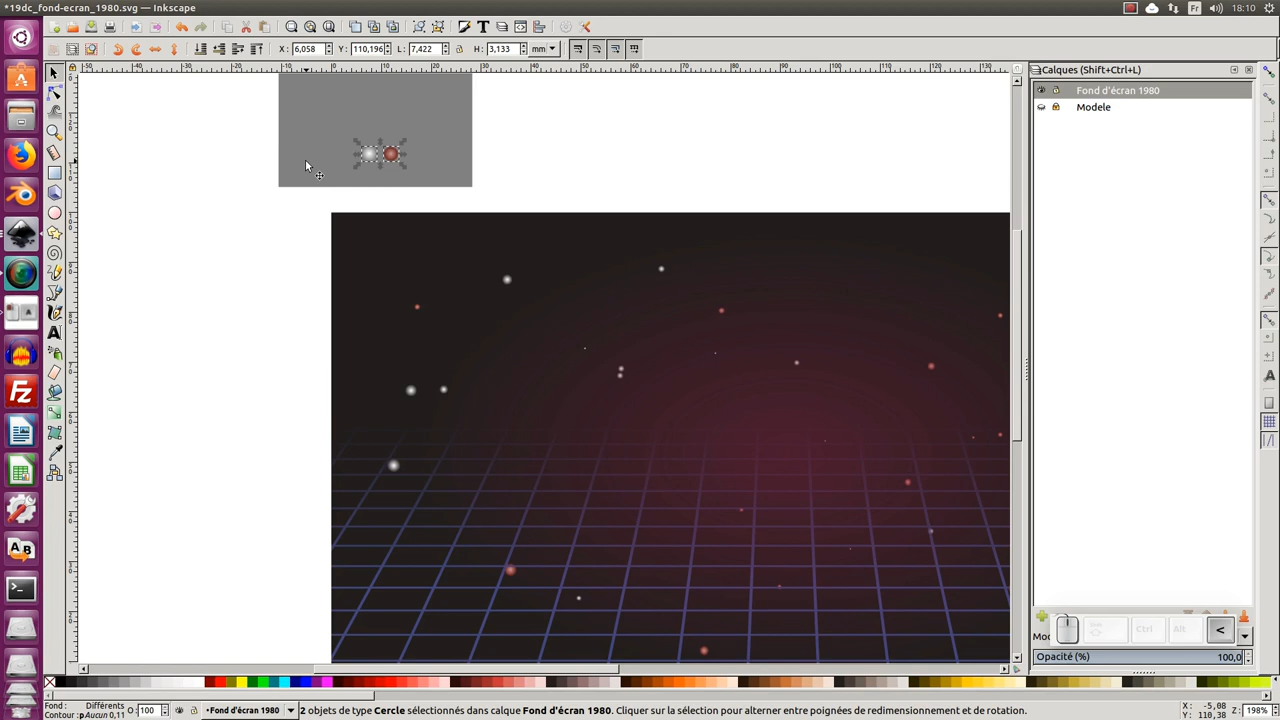 *19dc_fond-ecran_1980.svg — Inkscape
Fr
18:10
X : 6,058 Y : 110,196 L : 7,422 H : 3,133 mm
Calques (Shift+Ctrl+L)
Fond d'écran 1980
Modele
Ctrl Alt <
Opacité (%) 100,0
Fond : Différents O : 100
Contour : Aucun 0,11
•Fond d'écran 1980
2 objets de type Cercle sélectionnés dans calque Fond d'écran 1980. Cliquer sur la sélection pour alterner entre poignées de redimensionnement et de rotation.
X : -5,08
Y : 110,38
Z : 198%